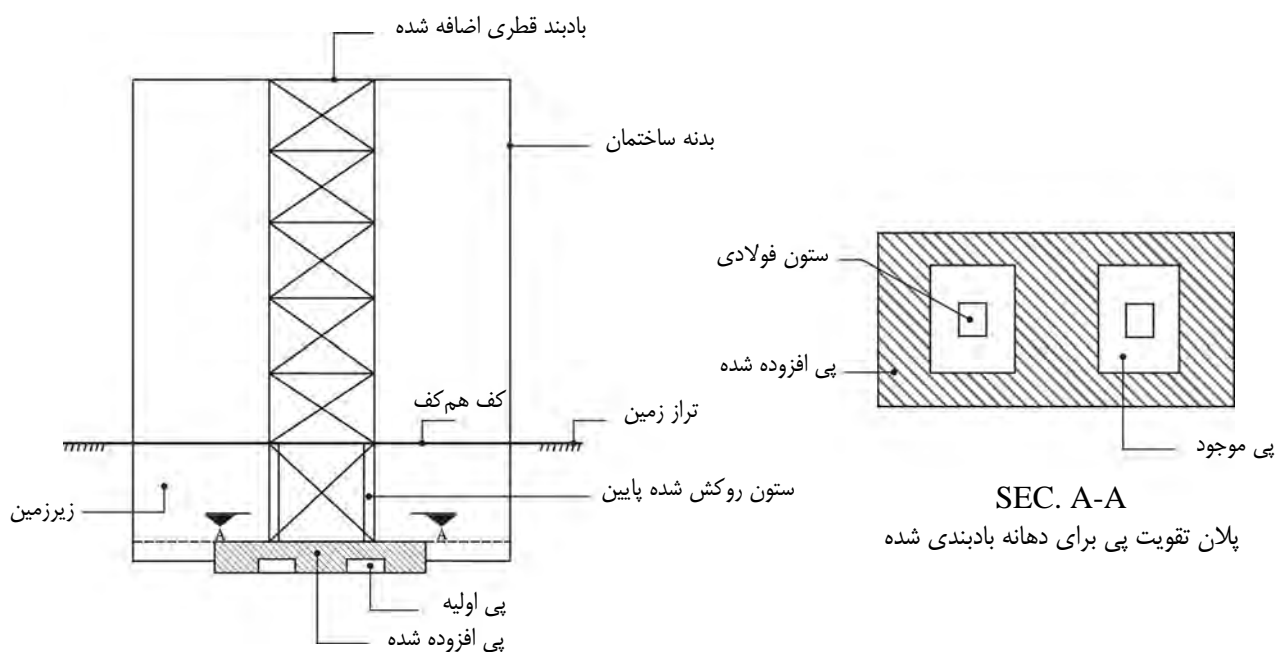 بادبند قطری اضافه شده
بدنه ساختمان
کف هم‌کف
تراز زمین
ستون روکش شده پایین
زیرزمین
A
A
پی اولیه
پی افزوده شده
ستون فولادی
پی افزوده شده
پی موجود
SEC. A-A
پلان تقویت پی برای دهانه بادبندی شده